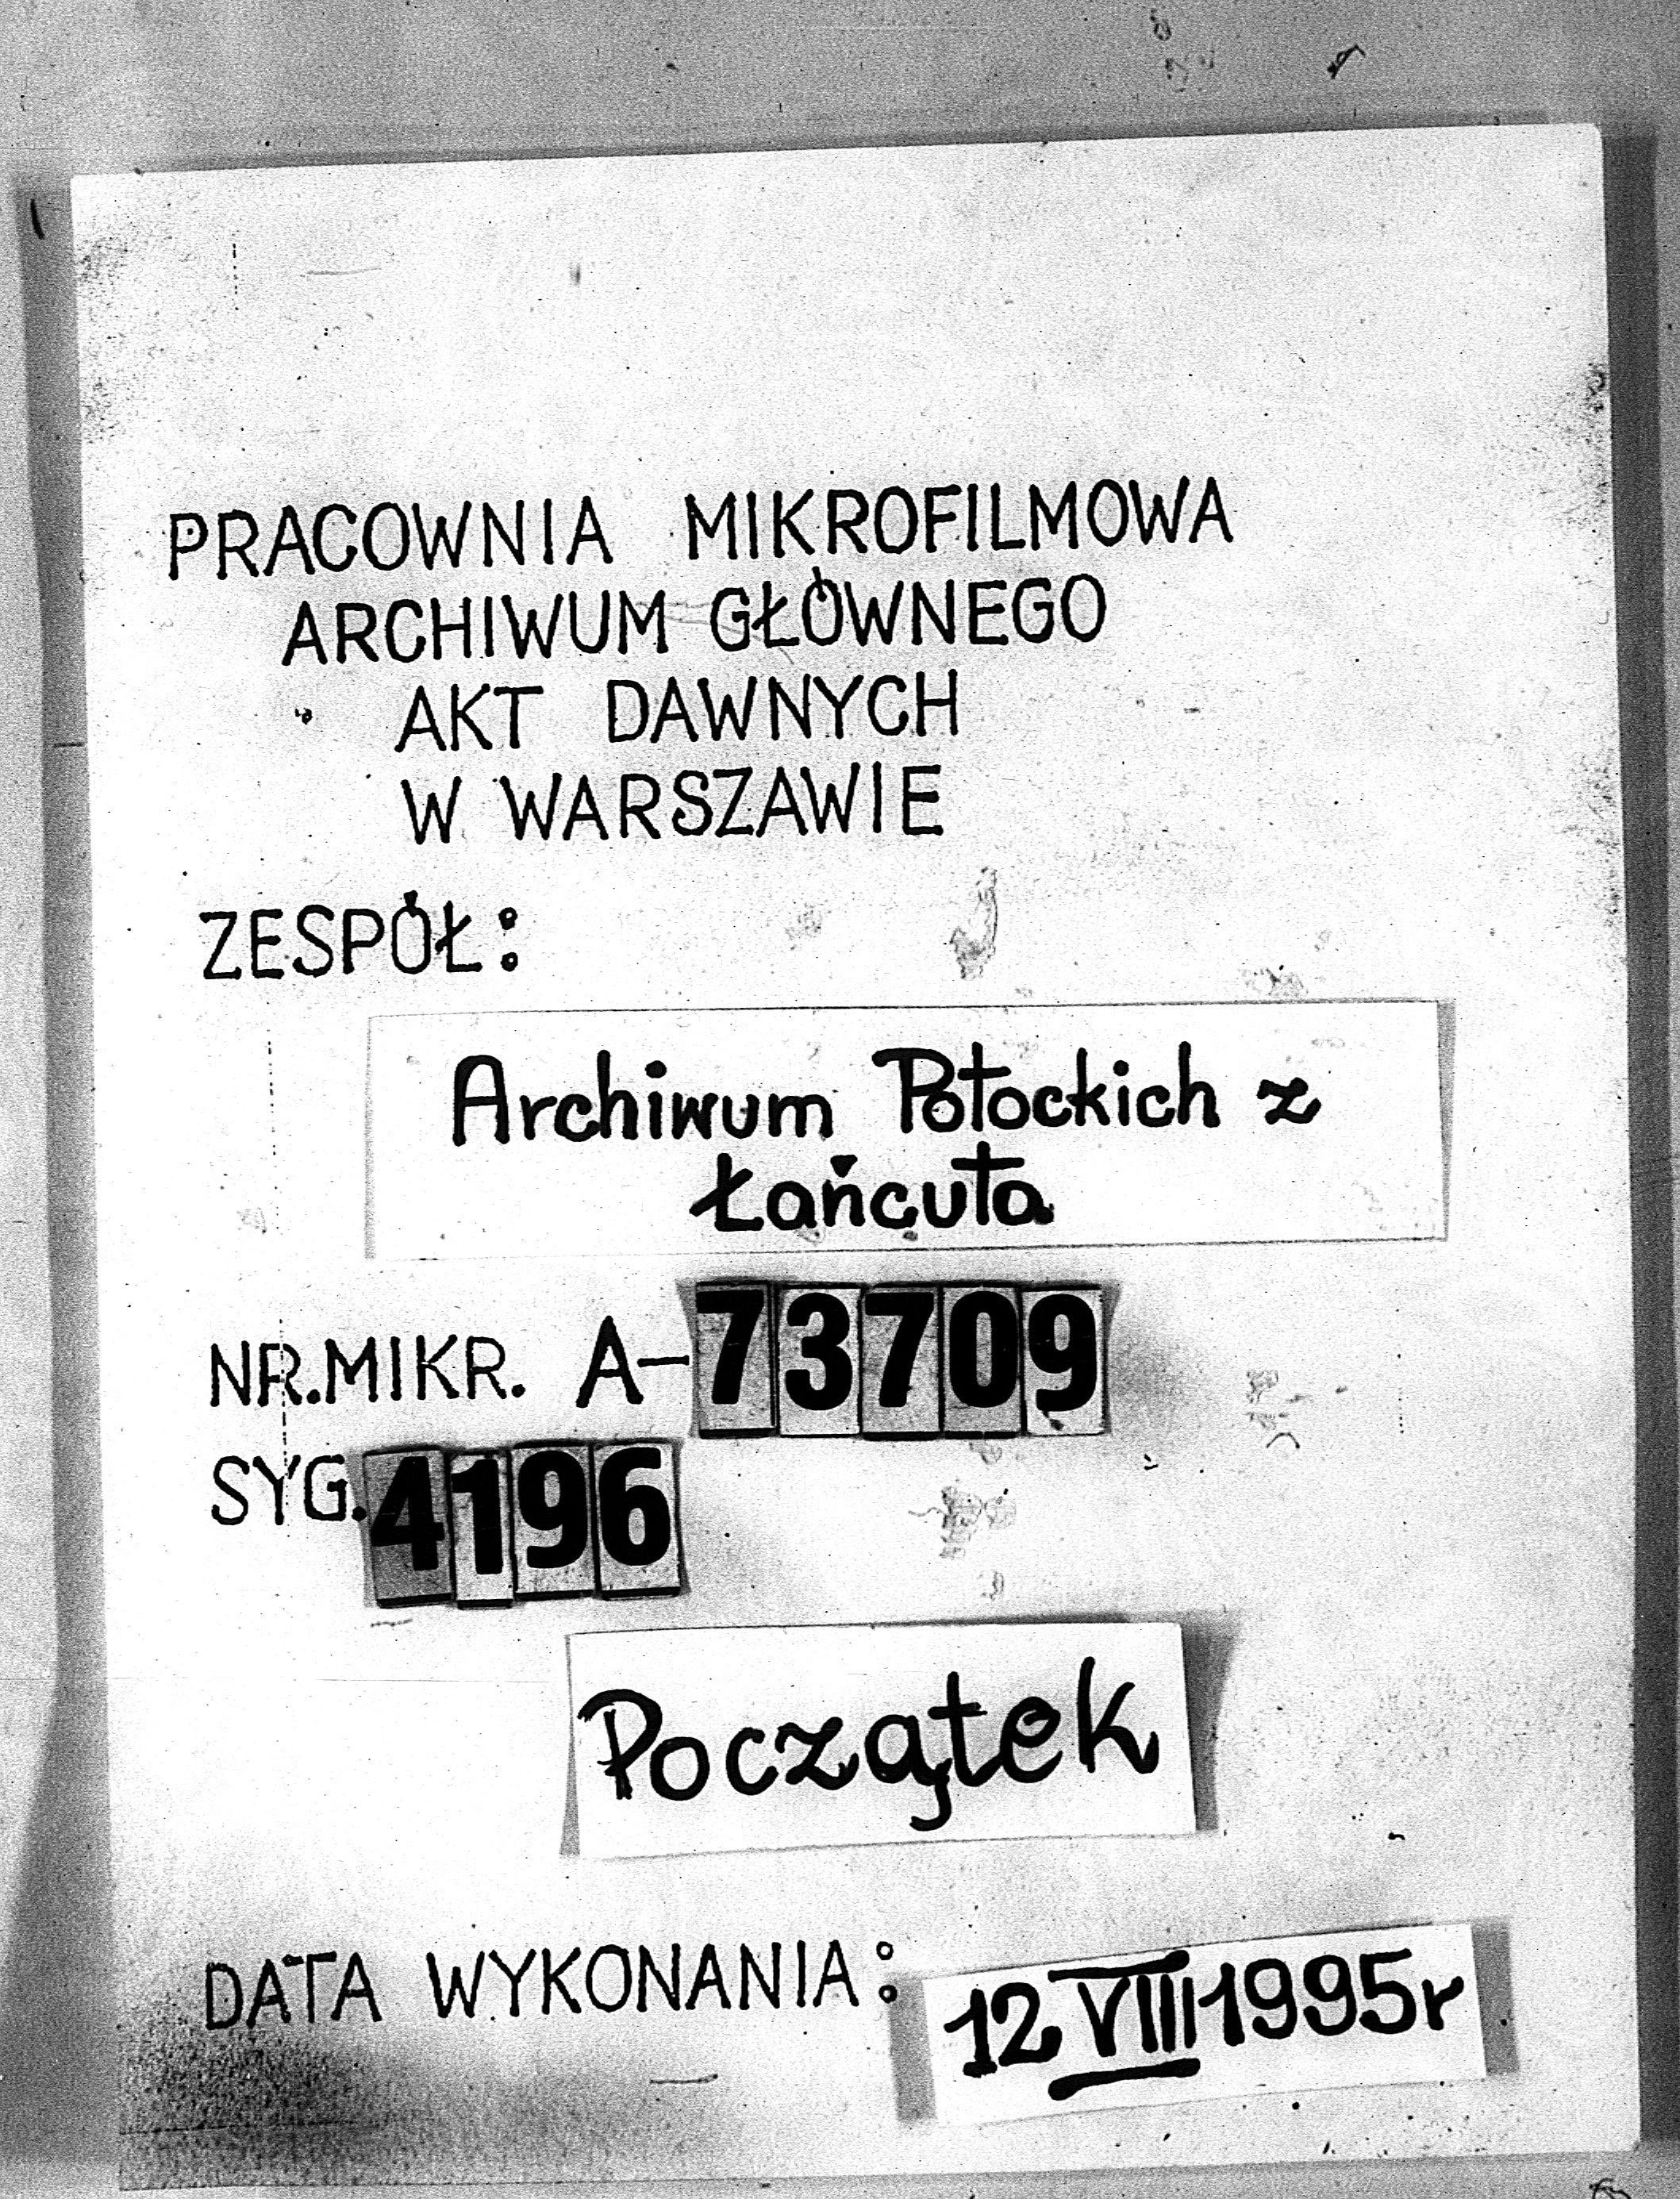 PRACOWNIA MIKROFILMOWA
ARCHIWUM GŁÓWNEGO
AKT DAWNYCH
W WARSZAWIE
ZESPÓŁ:
Archiwum Potockich z
Łańcuta
NR.MIKR. A-73709
SYG. 4196
Początek
DATA WYKONANIA: 12 VIII 1995r